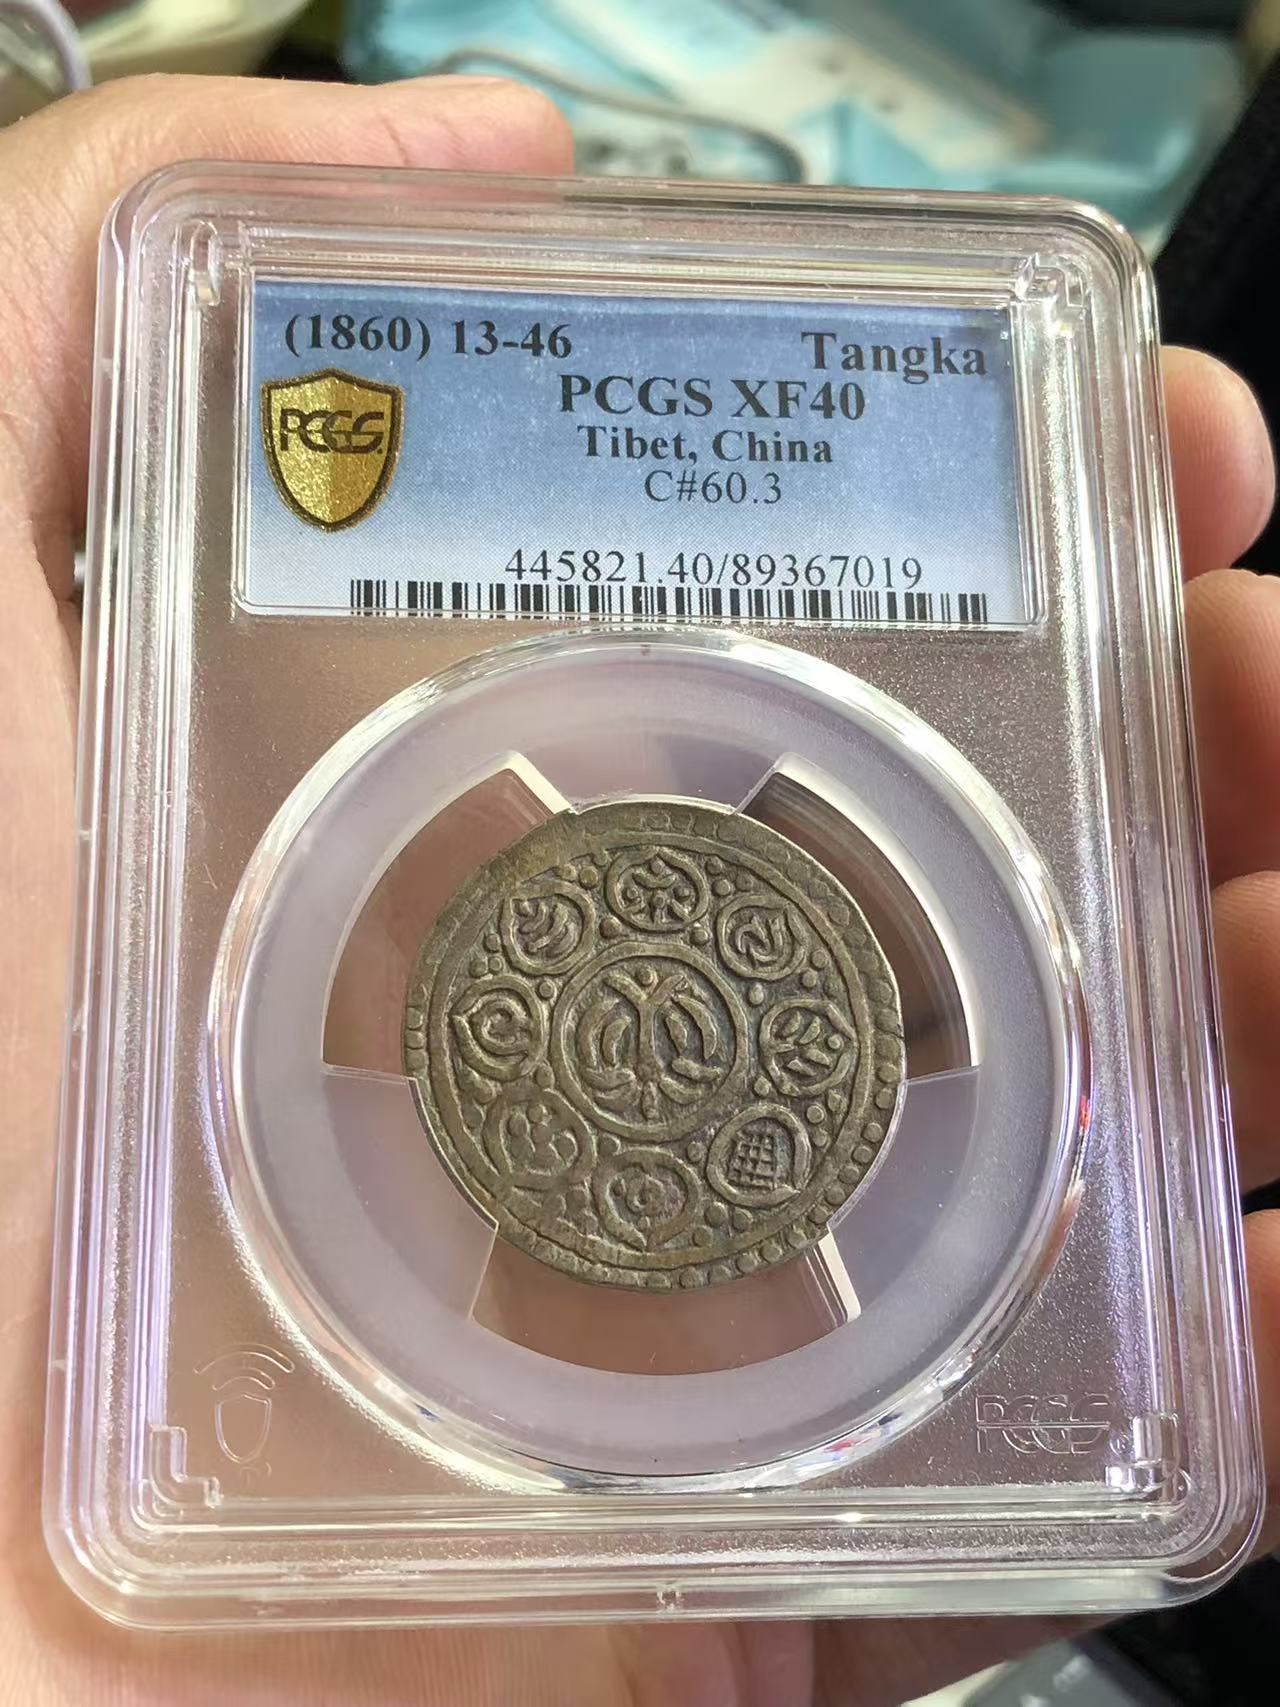 (1860) 13-46 Tangka
PCGS XF40
Tibet, China
C#60.3
445821.40/89367019
PCGS
PCGS